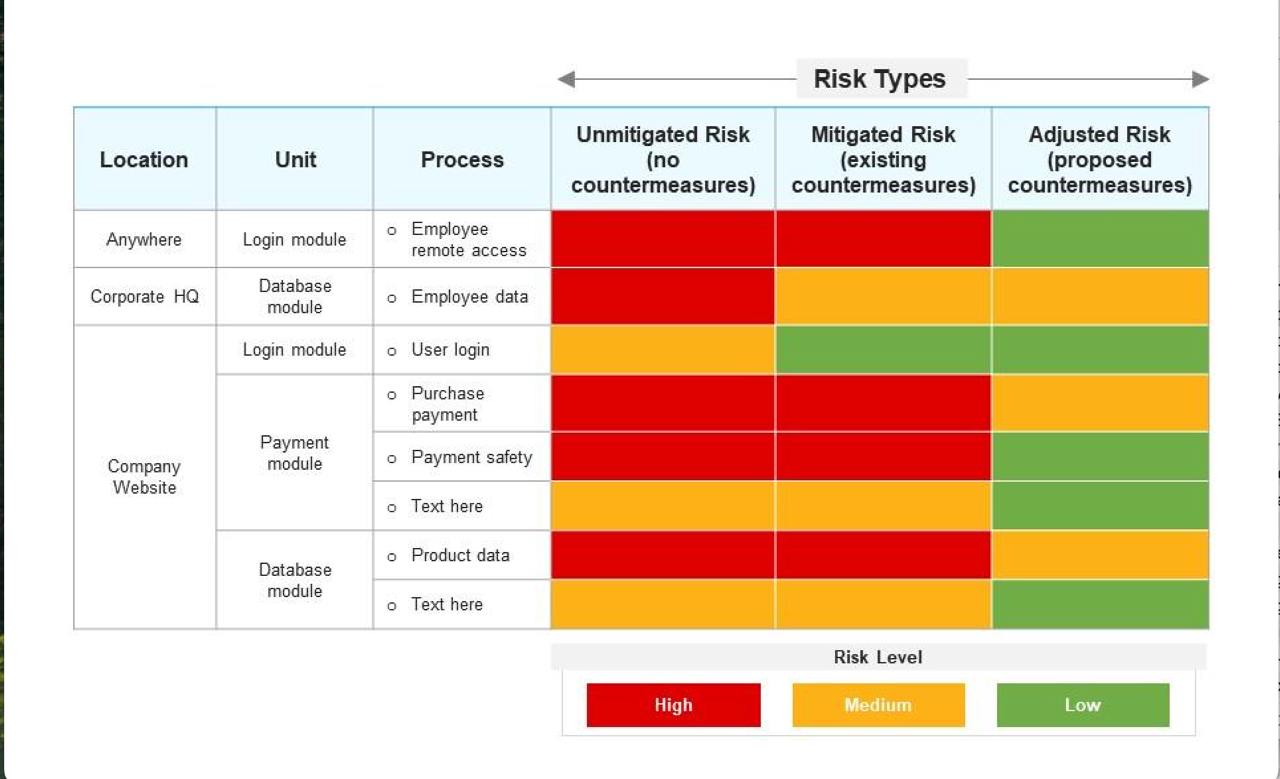 Risk Types
Location
Unit
Process
Unmitigated Risk
(no
countermeasures)
Mitigated Risk
(existing
countermeasures)
Adjusted Risk
(proposed
countermeasures)
Anywhere
Login module
o Employee
remote access
Corporate HQ
Database
module
o Employee data
Company
Website
Login module
o User login
Payment
module
o Purchase
payment
o Payment safety
o Text here
Database
module
o Product data
o Text here
Risk Level
High
Medium
Low